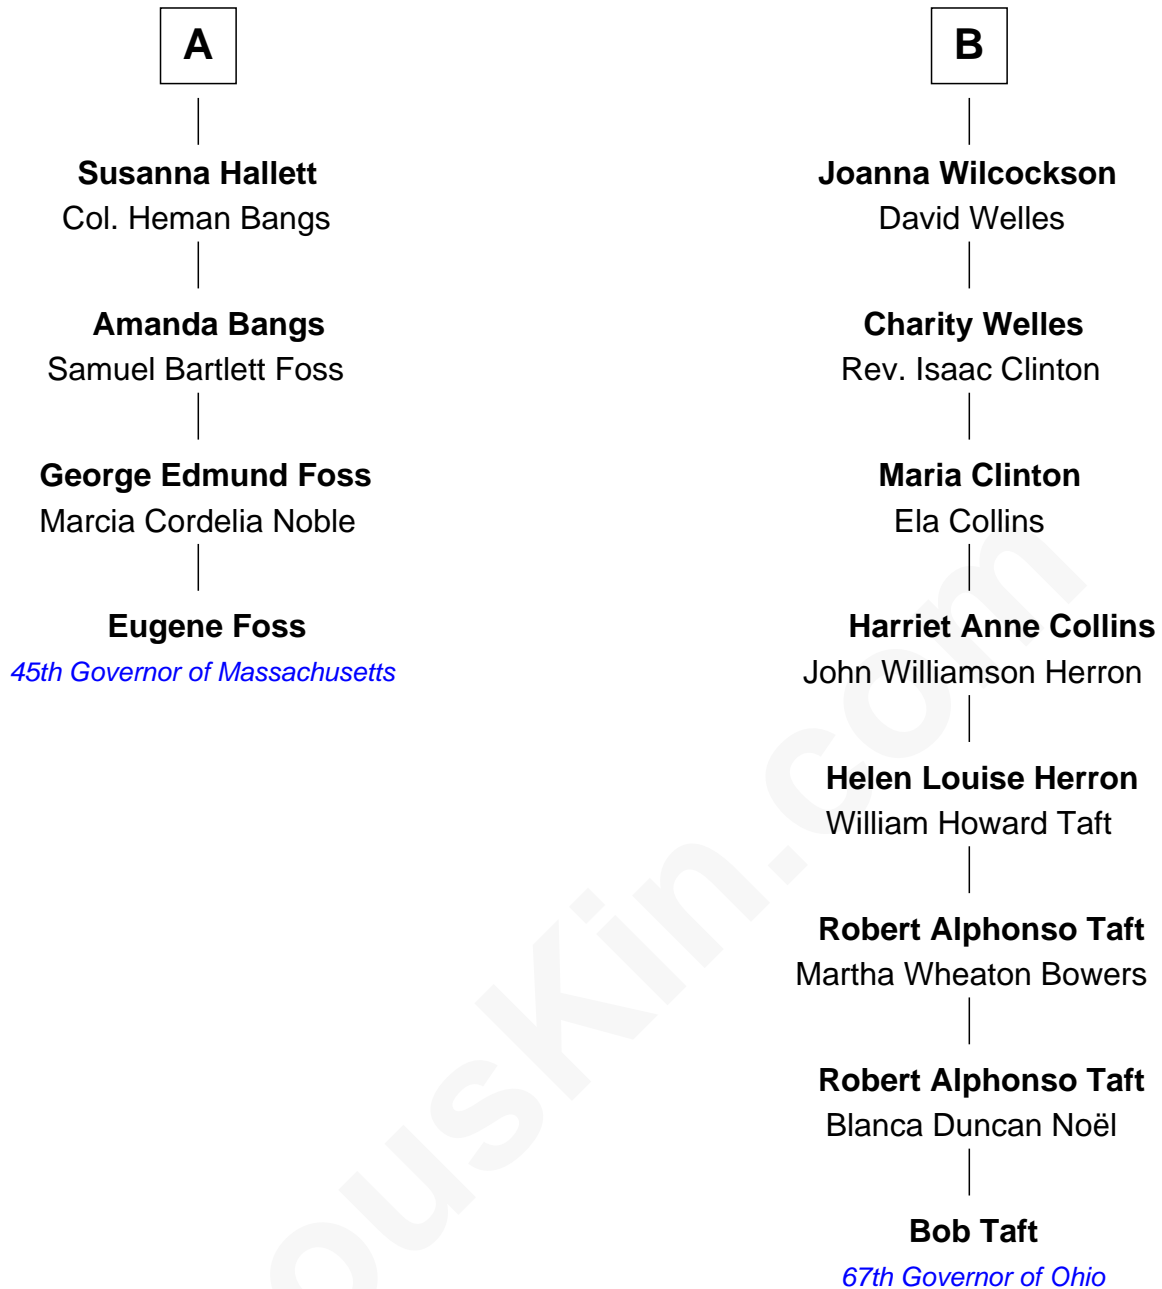 A
Susanna Hallett
Col. Heman Bangs
Amanda Bangs
Samuel Bartlett Foss
George Edmund Foss
Marcia Cordelia Noble
Eugene Foss
45th Governor of Massachusetts
B
Joanna Wilcockson
David Welles
Charity Welles
Rev. Isaac Clinton
Maria Clinton
Ela Collins
Harriet Anne Collins
John Williamson Herron
Helen Louise Herron
William Howard Taft
Robert Alphonso Taft
Martha Wheaton Bowers
Robert Alphonso Taft
Blanca Duncan Noël
Bob Taft
67th Governor of Ohio
ousKin.com